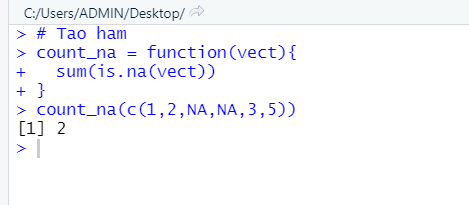 C:/Users/ADMIN/Desktop/
> # Tao ham
> count_na = function(vect){
+   sum(is.na(vect))
+ }
> count_na(c(1,2,NA,NA,3,5))
[1] 2
>